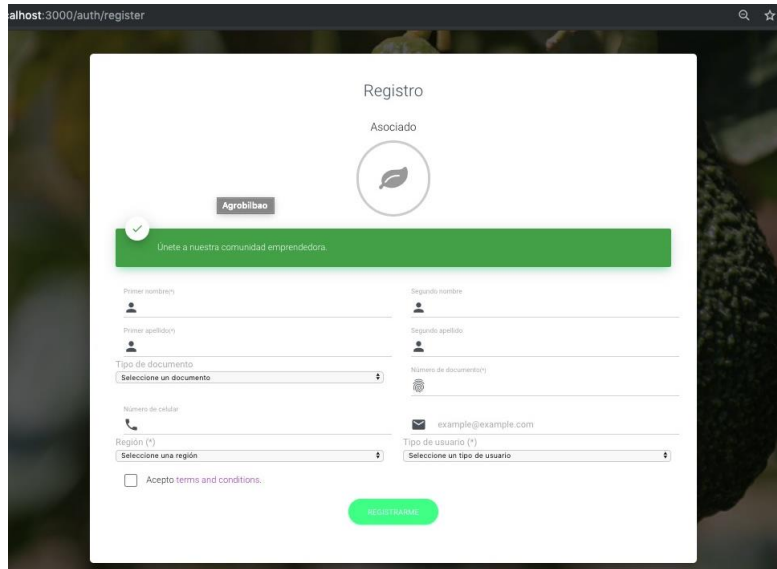 alhost:3000/auth/register
Registro
Asociado
Agrobilbao
Únete a nuestra comunidad emprendedora.
Primer nombre(*)
Segundo nombre
Primer apellido(*)
Segundo apellido
Tipo de documento
Seleccione un documento
Número de documento(*)
Número de celular
example@example.com
Región (*)
Tipo de usuario (*)
Seleccione una región
Seleccione un tipo de usuario
Acepto terms and conditions.
REGISTRARME